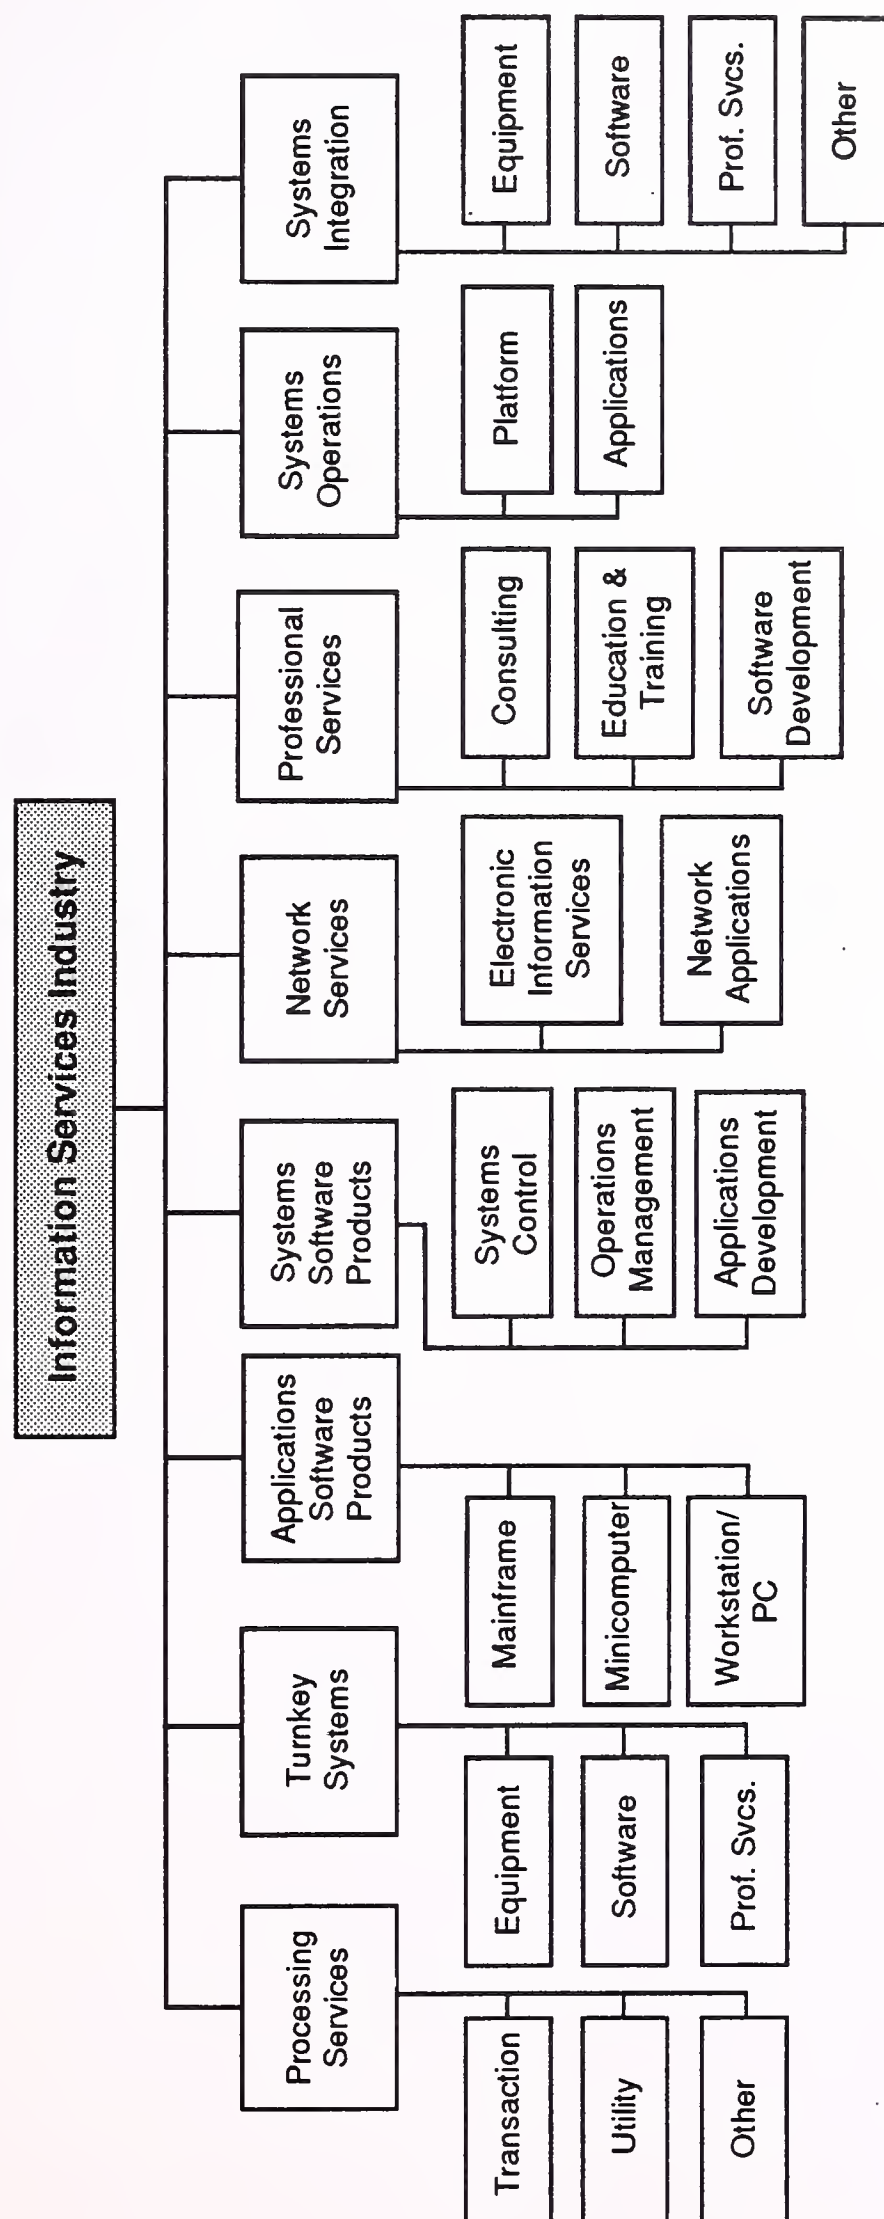 Information Services Industry
Processing
Services
Transaction
Utility
Other
Turnkey
Systems
Equipment
Software
Prof. Svcs.
Applications
Software
Products
Mainframe
Minicomputer
Workstation/
PC
Systems
Software
Products
Systems
Control
Operations
Management
Applications
Development
Network
Services
Electronic
Information
Services
Network
Applications
Professional
Services
Consulting
Education &
Training
Software
Development
Systems
Operations
Platform
Applications
Systems
Integration
Equipment
Software
Prof. Svcs.
Other